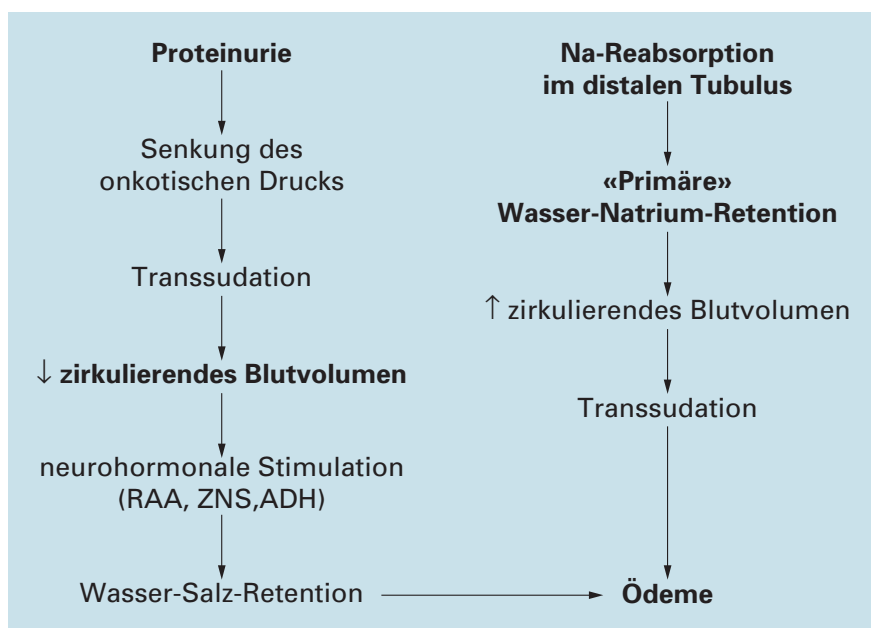 Proteinurie
Senkung des
onkotischen Drucks
Transsudation
↓ zirkulierendes Blutvolumen
neurohormonale Stimulation
(RAA, ZNS,ADH)
Wasser-Salz-Retention
Na-Reabsorption
im distalen Tubulus
«Primäre»
Wasser-Natrium-Retention
↑ zirkulierendes Blutvolumen
Transsudation
Ödeme